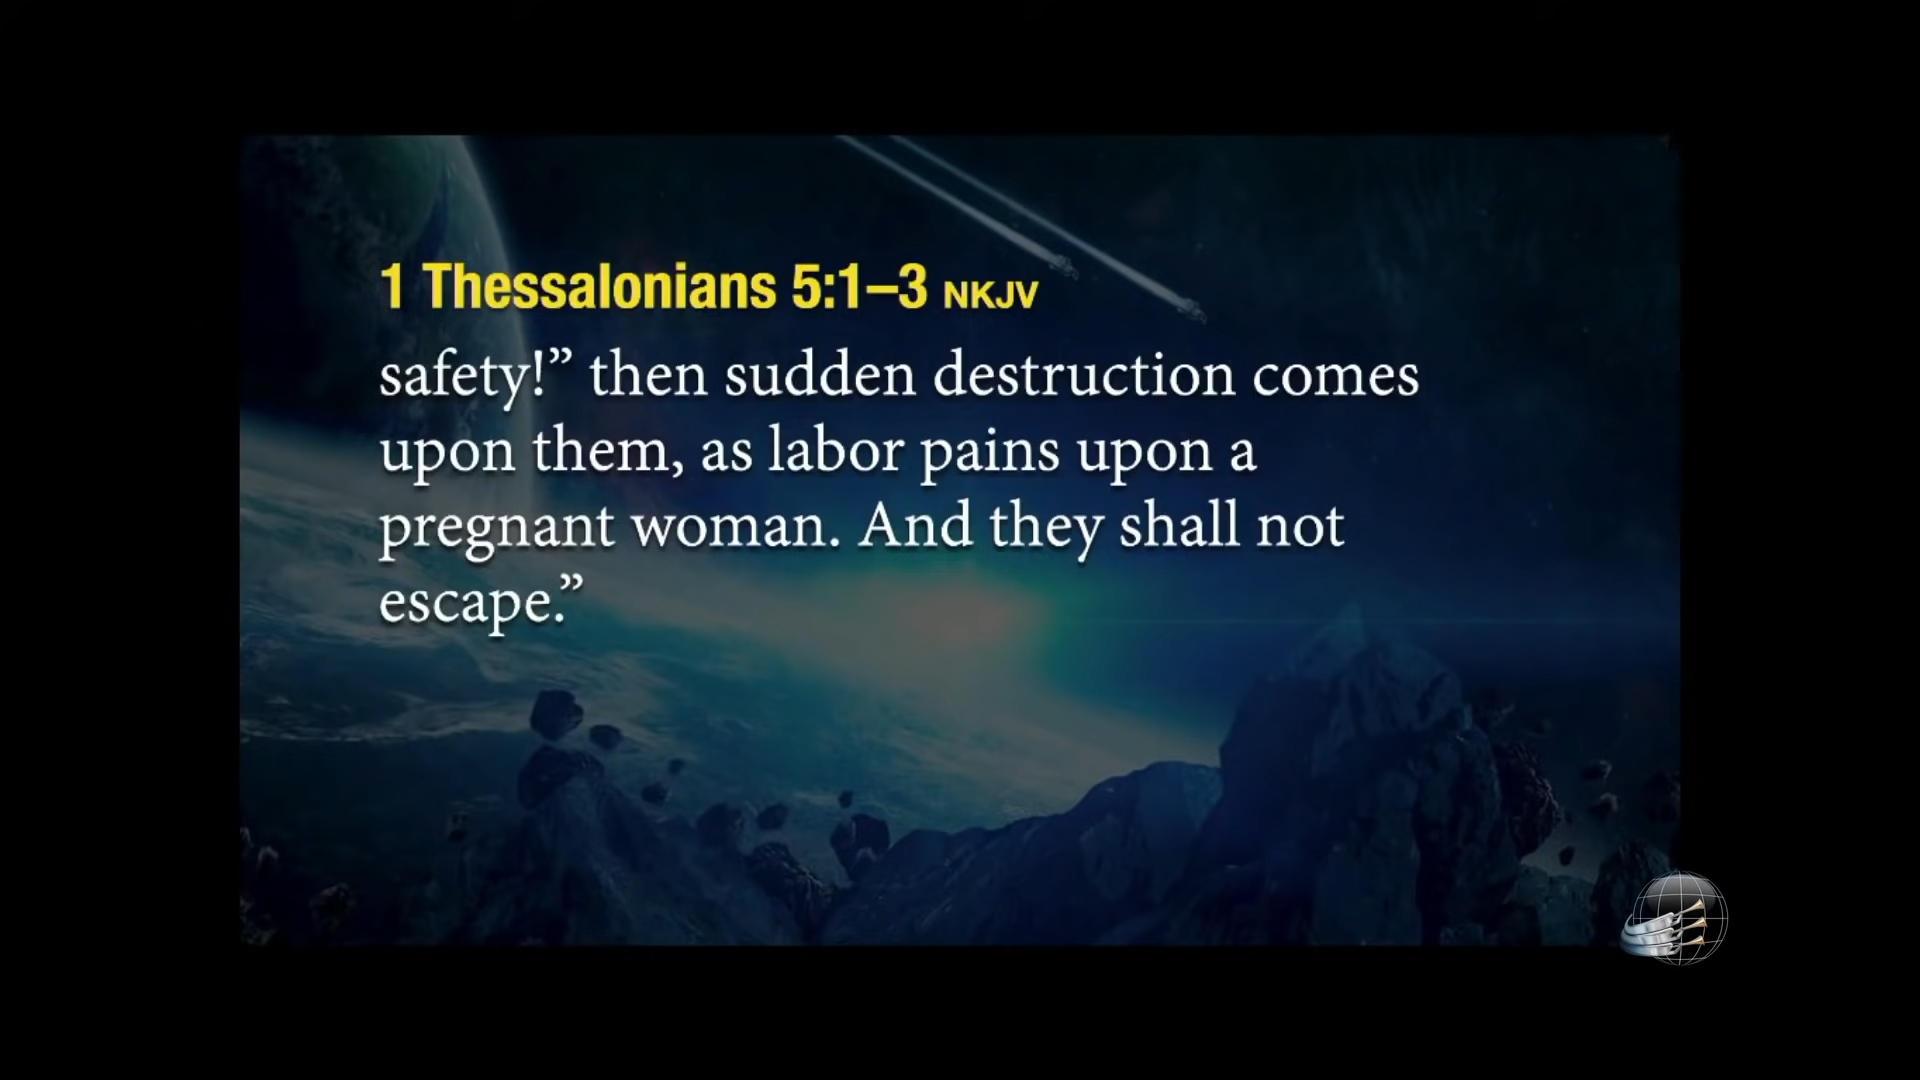 1 Thessalonians 5:1–3 NKJV
safety!” then sudden destruction comes
upon them, as labor pains upon a
pregnant woman. And they shall not
escape.”